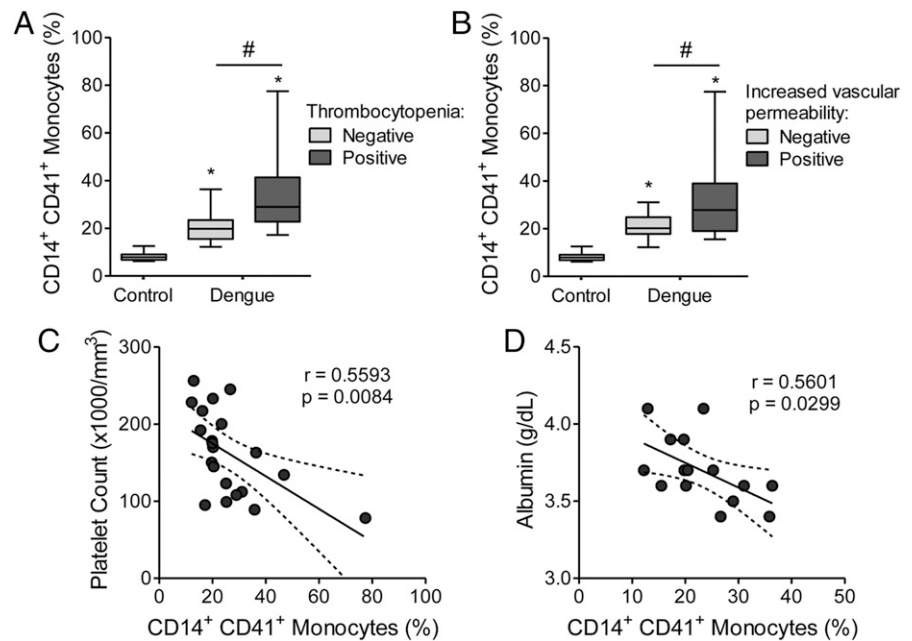 A
CD14⁺ CD41⁺ Monocytes (%)
100
80
60
40
20
0
#
*
*
Control
Dengue
Thrombocytopenia:
Negative
Positive
B
CD14⁺ CD41⁺ Monocytes (%)
100
80
60
40
20
0
#
*
*
Control
Dengue
Increased vascular
permeability:
Negative
Positive
C
Platelet Count (x1000/mm³)
300
200
100
0
r = 0.5593
p = 0.0084
0 20 40 60 80 100
CD14⁺ CD41⁺ Monocytes (%)
D
Albumin (g/dL)
4.5
4.0
3.5
3.0
r = 0.5601
p = 0.0299
0 10 20 30 40 50
CD14⁺ CD41⁺ Monocytes (%)